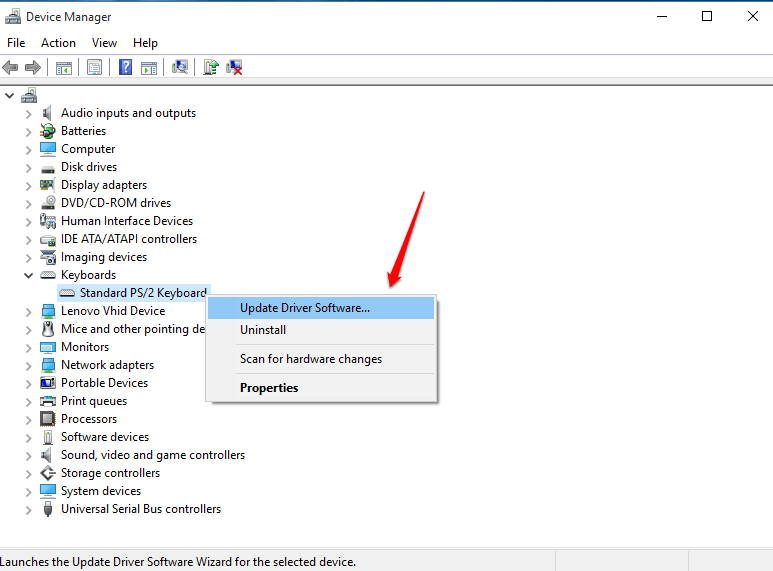 Device Manager
File Action View Help
Audio inputs and outputs
Batteries
Computer
Disk drives
Display adapters
DVD/CD-ROM drives
Human Interface Devices
IDE ATA/ATAPI controllers
Imaging devices
Keyboards
Standard PS/2 Keyboard
Update Driver Software...
Lenovo Vhid Device
Uninstall
Mice and other pointing de
Monitors
Scan for hardware changes
Network adapters
Portable Devices
Properties
Print queues
Processors
Software devices
Sound, video and game controllers
Storage controllers
System devices
Universal Serial Bus controllers
Launches the Update Driver Software Wizard for the selected device.